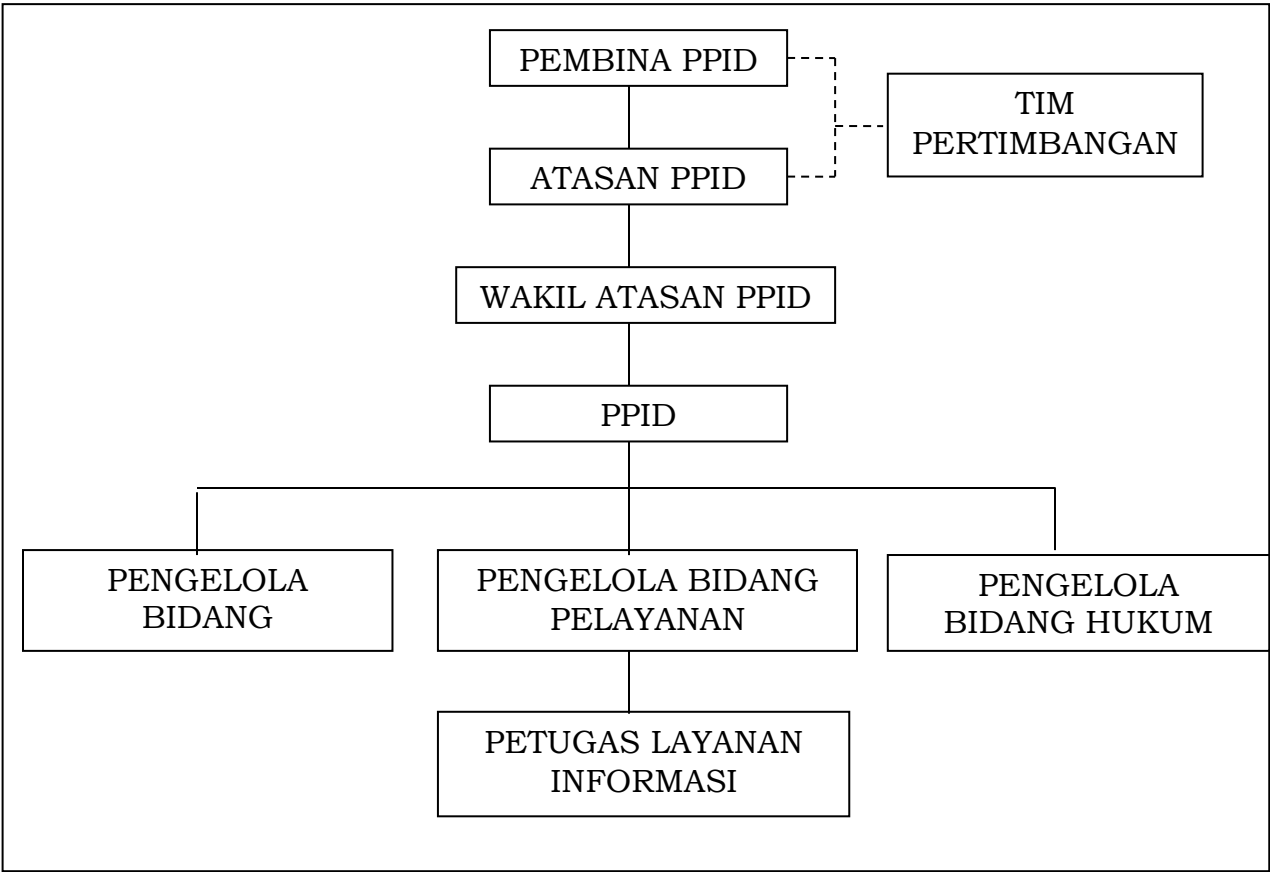 PEMBINA PPID
TIM
PERTIMBANGAN
ATASAN PPID
WAKIL ATASAN PPID
PPID
PENGELOLA
BIDANG
PENGELOLA BIDANG
PELAYANAN
PENGELOLA
BIDANG HUKUM
PETUGAS LAYANAN
INFORMASI